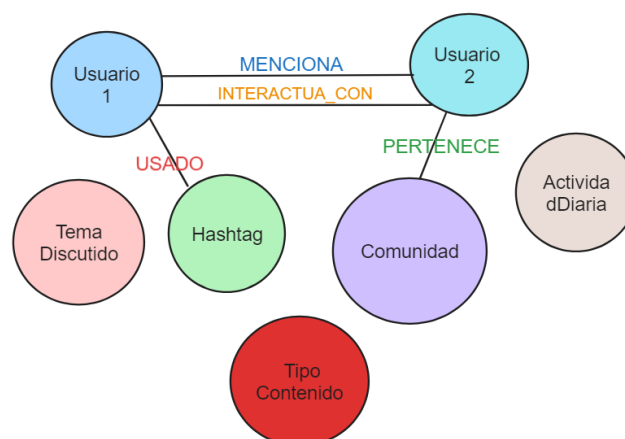 Usuario
1
MENCIONA
INTERACTUA_CON
Usuario
2
USADO
PERTENECE
Tema
Discutido
Hashtag
Comunidad
Activida
dDiaria
Tipo
Contenido